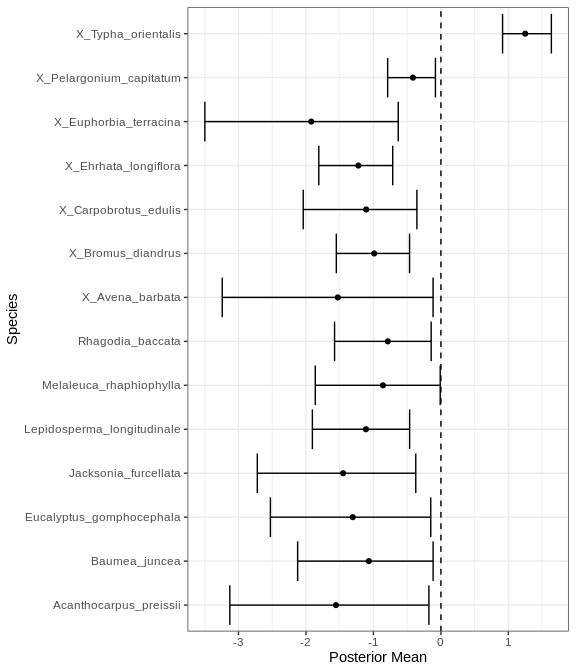 Species
X_Typha_orientalis
X_Pelargonium_capitatum
X_Euphorbia_terracina
X_Ehrhata_longiflora
X_Carpobrotus_edulis
X_Bromus_diandrus
X_Avena_barbata
Rhagodia_baccata
Melaleuca_rhaphiophylla
Lepidosperma_longitudinale
Jacksonia_furcellata
Eucalyptus_gomphocephala
Baumea_juncea
Acanthocarpus_preissii
-3 -2 -1 0 1
Posterior Mean